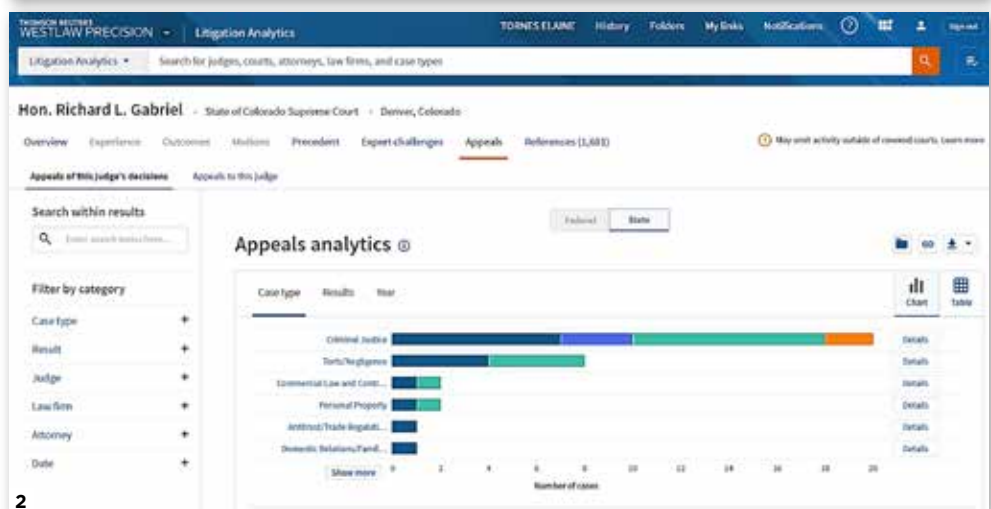 THOMSON REUTERS
WESTLAW PRECISION Litigation Analytics TORNES ELAINE History Folders My links Notifications Sign out
Litigation Analytics Search for judges, courts, attorneys, law firms, and case types
Hon. Richard L. Gabriel State of Colorado Supreme Court Denver, Colorado
Overview Experience Outcomes Motions Precedent Expert challenges Appeals References (1,601) May omit activity outside of covered courts. Learn more
Appeals of this judge's decisions Appeals to this judge
Search within results
Federal State
Appeals analytics
Filter by category
Case type Results Year
Chart Table
Case type +
Result +
Judge +
Law firm +
Attorney +
Date +
Criminal Justice Details
Torts/Negligence Details
Commercial Law and Contr... Details
Personal Property Details
Antitrust/Trade Regulati... Details
Domestic Relations/Famil... Details
Show more
0 2 4 6 8 10 12 14 16 18 20
Number of cases
2